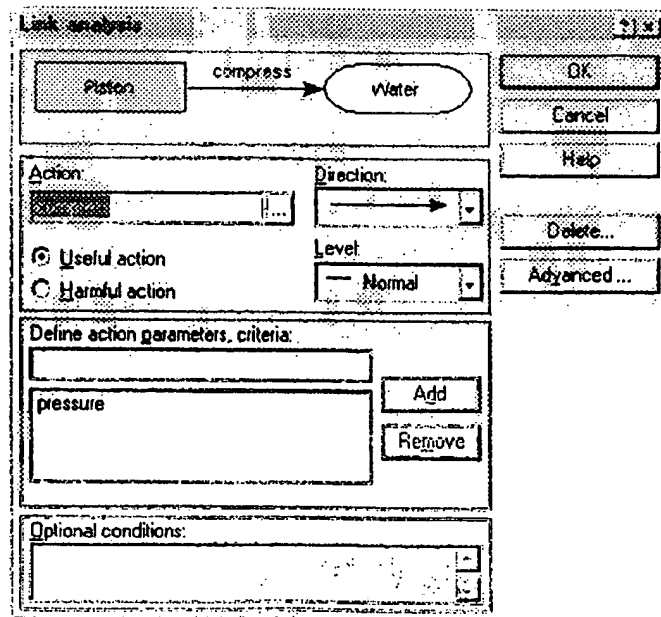 Link analysis
Piston
compress
Water
OK
Cancel
Help
Delete...
Advanced ...
Action:
...
Direction:
Useful action
Harmful action
Level:
Normal
Define action parameters, criteria:
pressure
Add
Remove
Optional conditions: